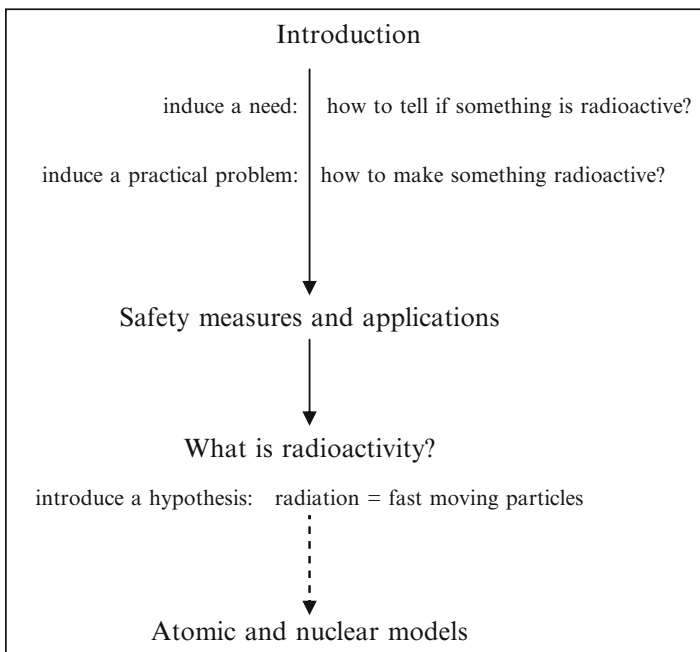 Introduction
induce a need: how to tell if something is radioactive?
induce a practical problem: how to make something radioactive?
Safety measures and applications
What is radioactivity?
introduce a hypothesis: radiation = fast moving particles
Atomic and nuclear models